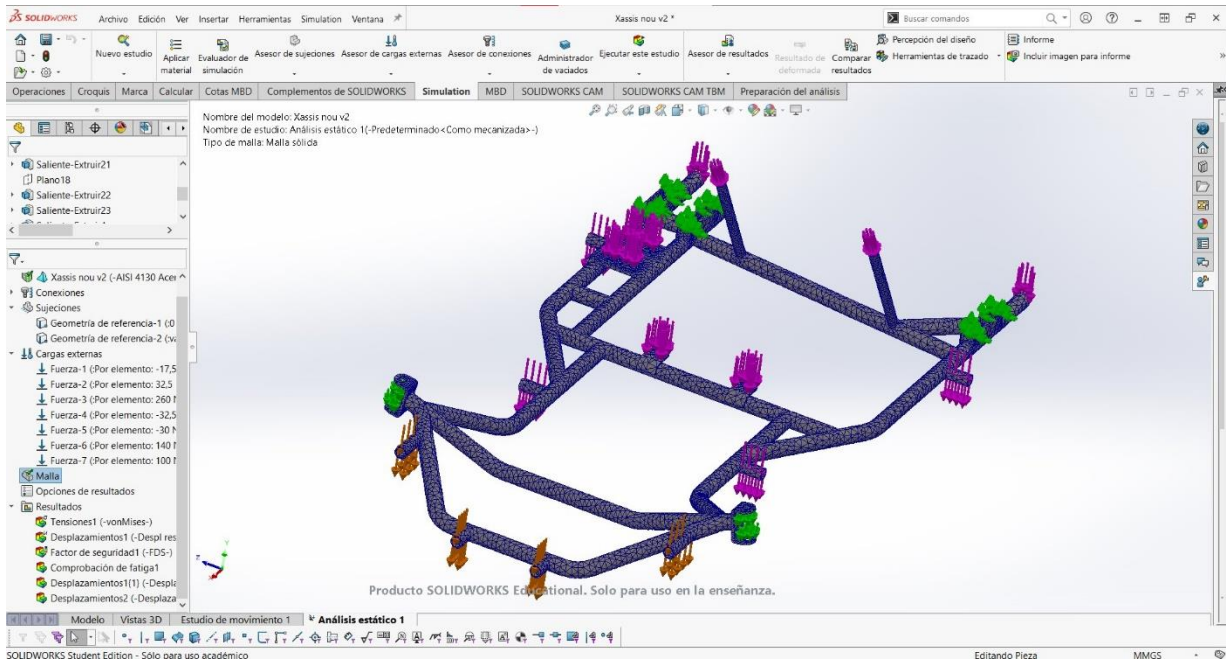 SOLIDWORKS Archivo Edición Ver Insertar Herramientas Simulation Ventana Xassis nou v2 * Buscar comandos
Nuevo estudio
Aplicar material
Evaluador de simulación
Asesor de sujeciones
Asesor de cargas externas
Asesor de conexiones
Administrador de vaciados
Ejecutar este estudio
Asesor de resultados
Resultado de deformada
Comparar resultados
Percepción del diseño
Herramientas de trazado
Informe
Incluir imagen para informe
Operaciones Croquis Marca Calcular Cotas MBD Complementos de SOLIDWORKS Simulation MBD SOLIDWORKS CAM SOLIDWORKS CAM TBM Preparación del análisis
Nombre del modelo: Xassis nou v2
Nombre de estudio: Análisis estático 1(-Predeterminado<Como mecanizada>-)
Tipo de malla: Malla sólida
Saliente-Extruir21
Plano18
Saliente-Extruir22
Saliente-Extruir23
Xassis nou v2 (-AISI 4130 Acer
Conexiones
Sujeciones
Geometría de referencia-1 (:0
Geometría de referencia-2 (:va
Cargas externas
Fuerza-1 (:Por elemento: -17,5
Fuerza-2 (:Por elemento: 32,5
Fuerza-3 (:Por elemento: 260 N
Fuerza-4 (:Por elemento: -32,5
Fuerza-5 (:Por elemento: -30 N
Fuerza-6 (:Por elemento: 140 N
Fuerza-7 (:Por elemento: 100 N
Malla
Opciones de resultados
Resultados
Tensiones1 (-vonMises-)
Desplazamientos1 (-Despl res
Factor de seguridad1 (-FDS-)
Comprobación de fatiga1
Desplazamientos1(1) (-Despla
Desplazamientos2 (-Desplaza
Producto SOLIDWORKS Educational. Solo para uso en la enseñanza.
Modelo Vistas 3D Estudio de movimiento 1 Análisis estático 1
SOLIDWORKS Student Edition - Sólo para uso académico Editando Pieza MMGS